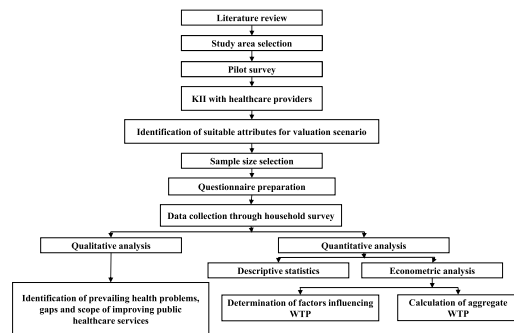 Literature review
Study area selection
Pilot survey
KII with healthcare providers
Identification of suitable attributes for valuation scenario
Sample size selection
Questionnaire preparation
Data collection through household survey
Qualitative analysis
Quantitative analysis
Descriptive statistics
Econometric analysis
Identification of prevailing health problems,
gaps and scope of improving public
healthcare services
Determination of factors influencing
WTP
Calculation of aggregate
WTP